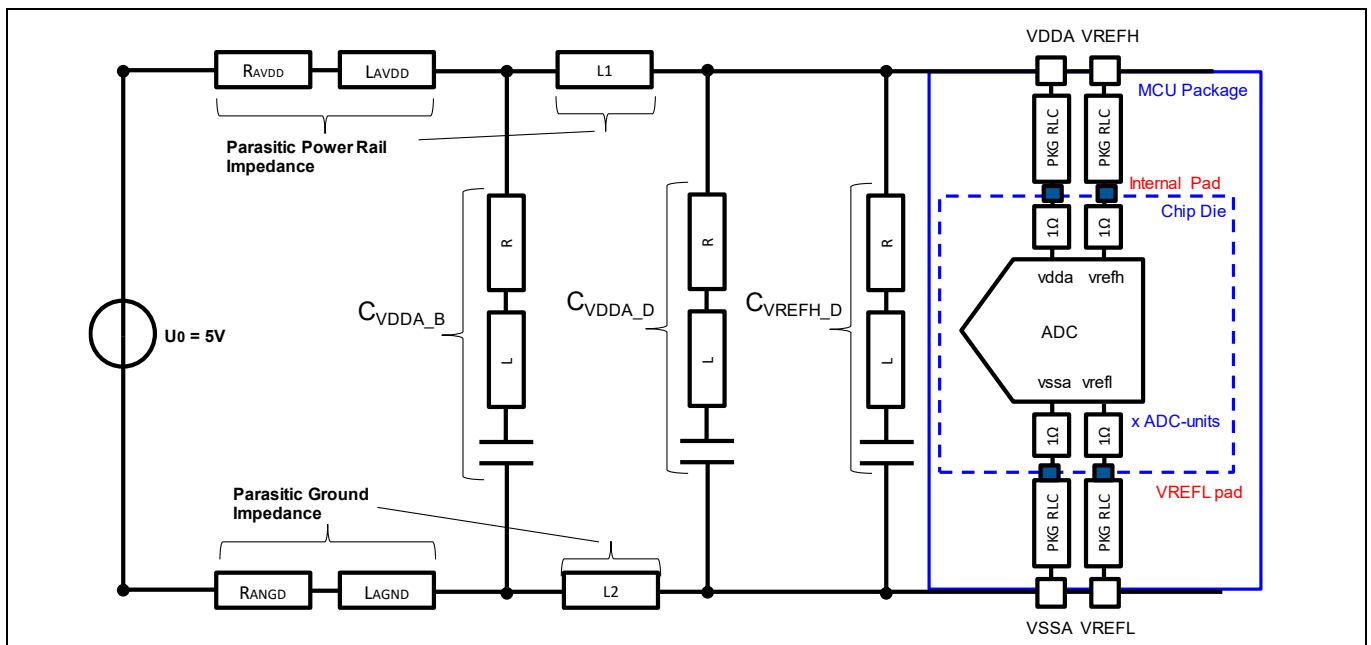 VDDA VREFH
RAVDD
LAVDD
L1
MCU Package
Parasitic Power Rail
Impedance
PKG RLC
PKG RLC
Internal Pad
Chip Die
R
R
R
1Ω
1Ω
vdda
vrefh
CVDDA_B
CVDDA_D
CVREFH_D
U0 = 5V
ADC
L
L
L
vssa
vrefl
x ADC-units
1Ω
1Ω
Parasitic Ground
Impedance
VREFL pad
PKG RLC
PKG RLC
RANGD
LAGND
L2
VSSA VREFL